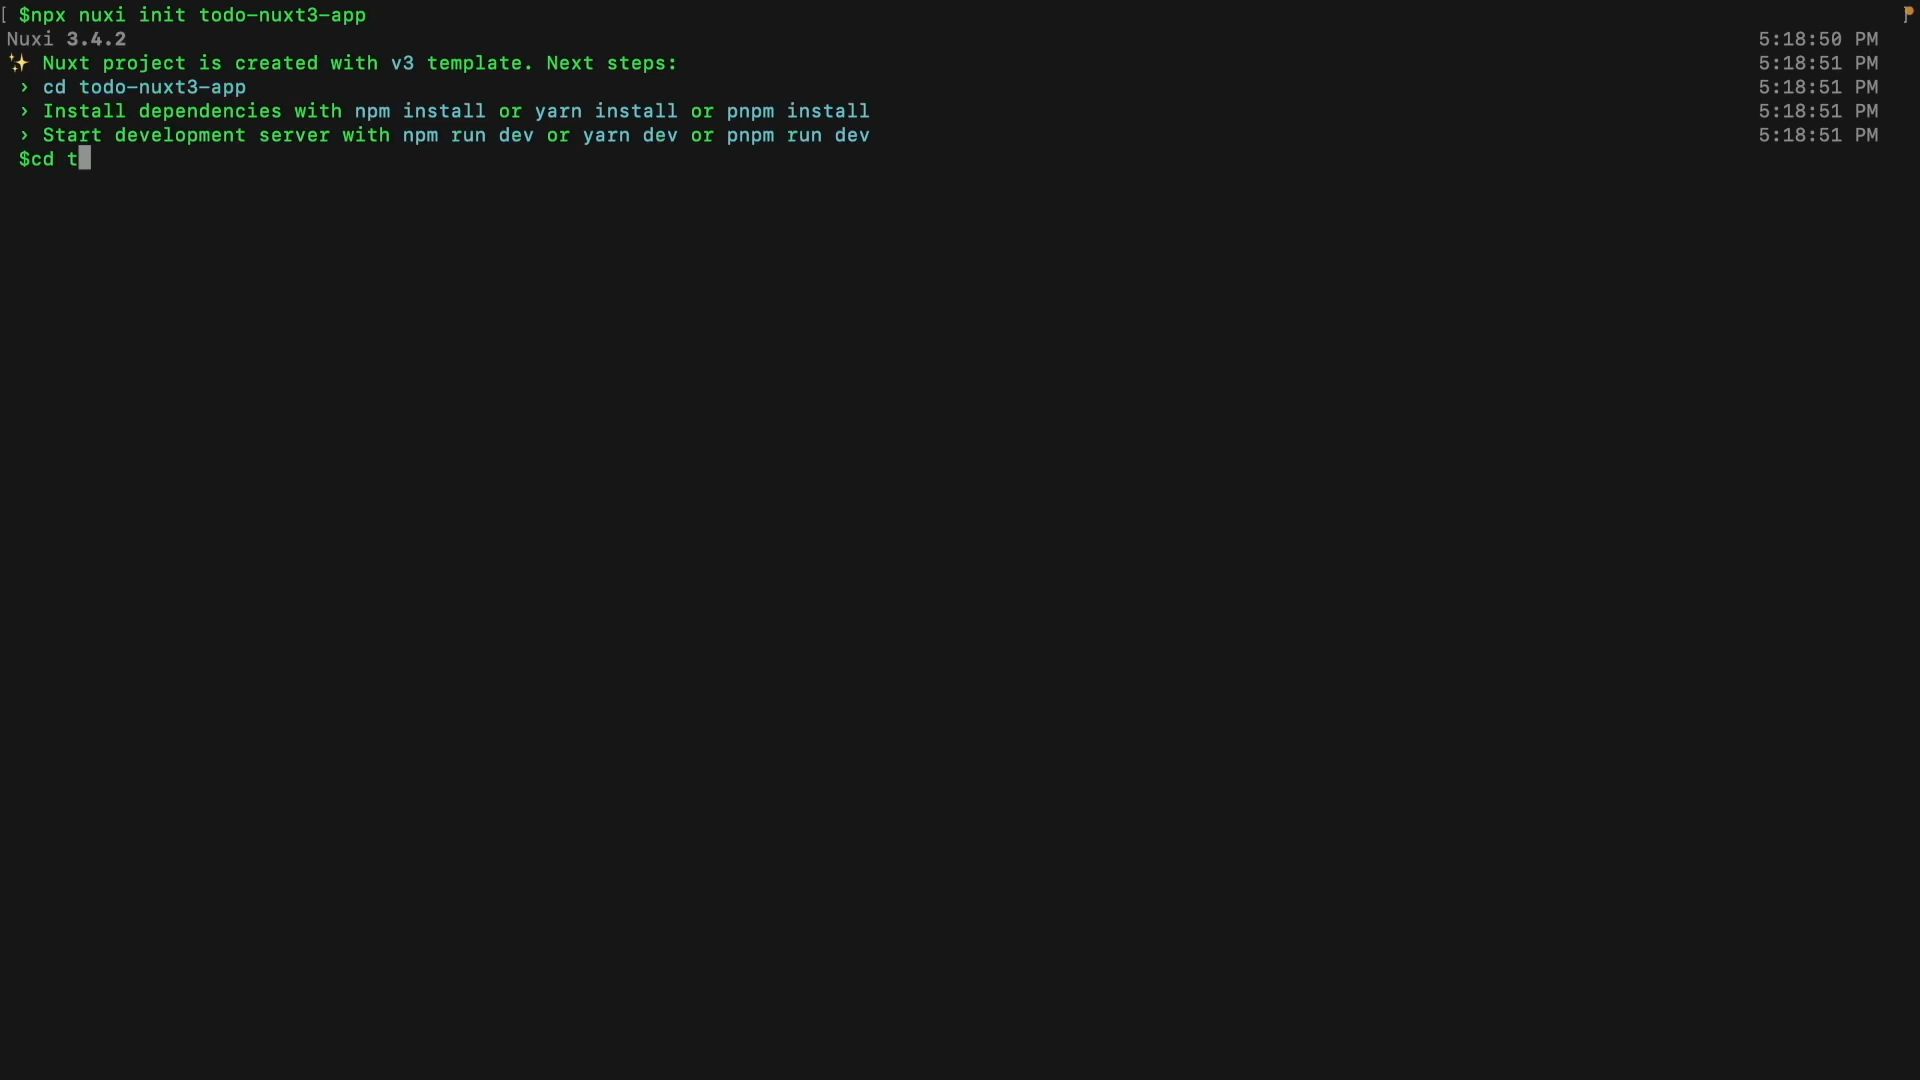 [ $npx nuxi init todo-nuxt3-app ]
Nuxi 3.4.2 5:18:50 PM
✨ Nuxt project is created with v3 template. Next steps: 5:18:51 PM
› cd todo-nuxt3-app 5:18:51 PM
› Install dependencies with npm install or yarn install or pnpm install 5:18:51 PM
› Start development server with npm run dev or yarn dev or pnpm run dev 5:18:51 PM
$cd t